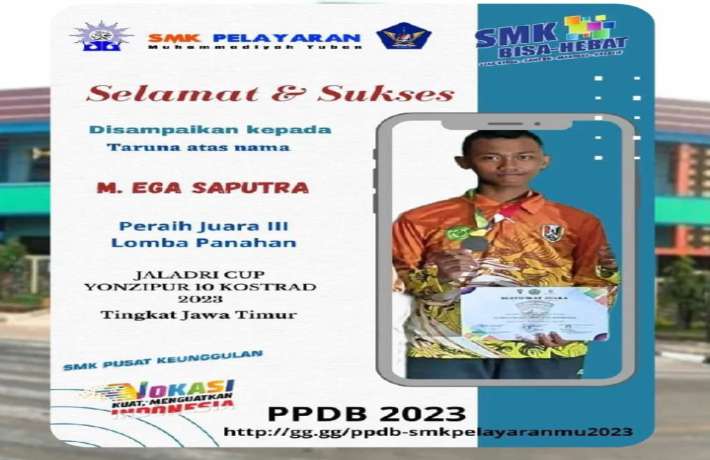 SMK PELAYARAN
Muhammadiyah Tuban
SMK
BISA-HEBAT
Selamat & Sukses
Disampaikan kepada
Taruna atas nama
M. EGA SAPUTRA
Peraih Juara III
Lomba Panahan
JALADRI CUP
YONZIPUR 10 KOSTRAD
2023
Tingkat Jawa Timur
SMK PUSAT KEUNGGULAN
VOKASI
KUAT, MENGUATKAN
INDONESIA
PPDB 2023
http://gg.gg/ppdb-smkpelayaranmu2023